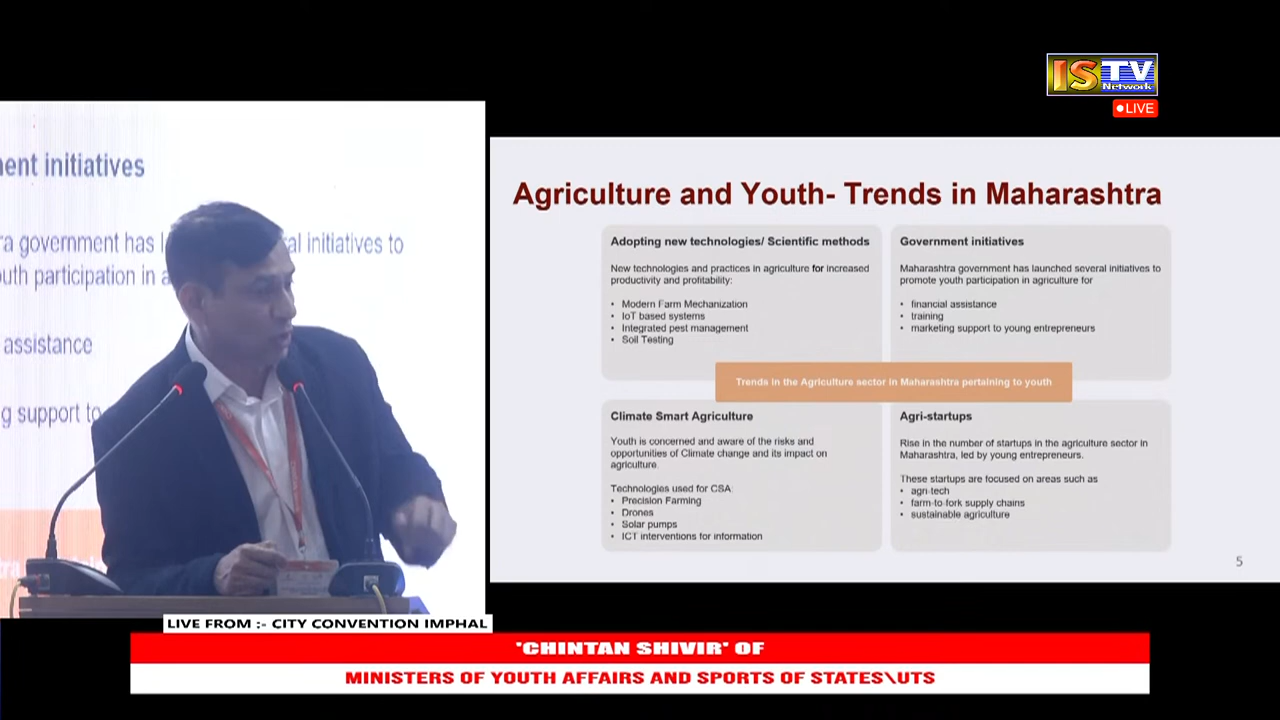 IS TV
Network
LIVE
ent initiatives
ra government has l
al initiatives to
outh participation in a
assistance
g support to
Agriculture and Youth- Trends in Maharashtra
Adopting new technologies/ Scientific methods
New technologies and practices in agriculture for increased
productivity and profitability:
• Modern Farm Mechanization
• IoT based systems
• Integrated pest management
• Soil Testing
Government initiatives
Maharashtra government has launched several initiatives to
promote youth participation in agriculture for
• financial assistance
• training
• marketing support to young entrepreneurs
Trends in the Agriculture sector in Maharashtra pertaining to youth
Climate Smart Agriculture
Youth is concerned and aware of the risks and
opportunities of Climate change and its impact on
agriculture.
Technologies used for CSA:
• Precision Farming
• Drones
• Solar pumps
• ICT interventions for information
Agri-startups
Rise in the number of startups in the agriculture sector in
Maharashtra, led by young entrepreneurs.
These startups are focused on areas such as
• agri-tech
• farm-to-fork supply chains
• sustainable agriculture
5
LIVE FROM :- CITY CONVENTION IMPHAL
'CHINTAN SHIVIR' OF
MINISTERS OF YOUTH AFFAIRS AND SPORTS OF STATES\UTS